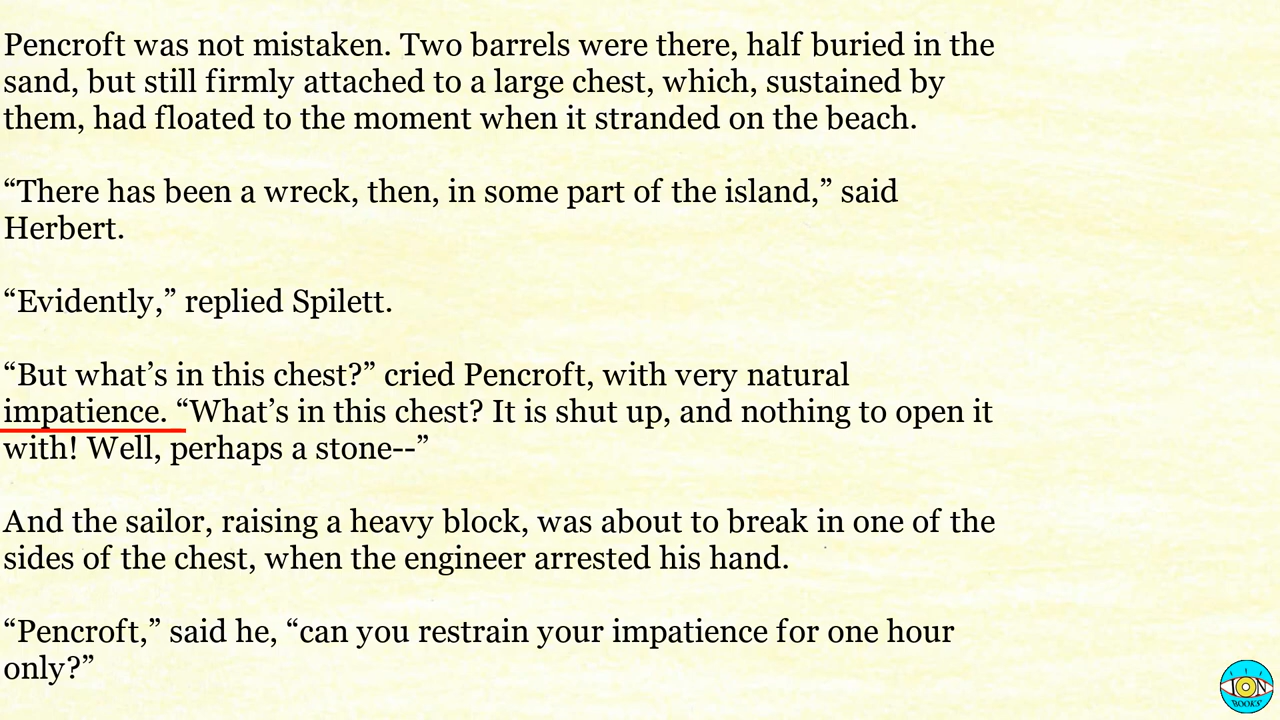 Pencroft was not mistaken. Two barrels were there, half buried in the
sand, but still firmly attached to a large chest, which, sustained by
them, had floated to the moment when it stranded on the beach.
“There has been a wreck, then, in some part of the island,” said
Herbert.
“Evidently,” replied Spilett.
“But what’s in this chest?” cried Pencroft, with very natural
impatience. “What’s in this chest? It is shut up, and nothing to open it
with! Well, perhaps a stone--”
And the sailor, raising a heavy block, was about to break in one of the
sides of the chest, when the engineer arrested his hand.
“Pencroft,” said he, “can you restrain your impatience for one hour
only?”
ION
BOOKS